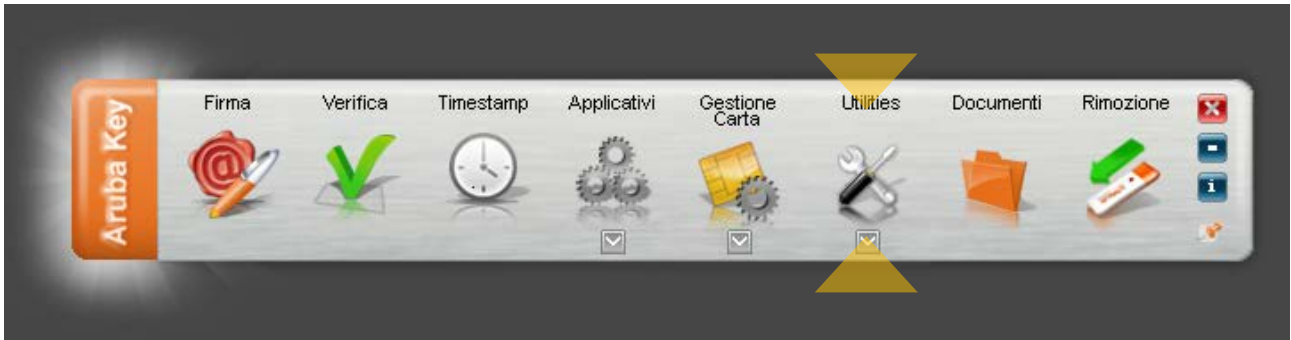 Aruba Key
Firma
Verifica
Timestamp
Applicativi
Gestione
Carta
Utilities
Documenti
Rimozione